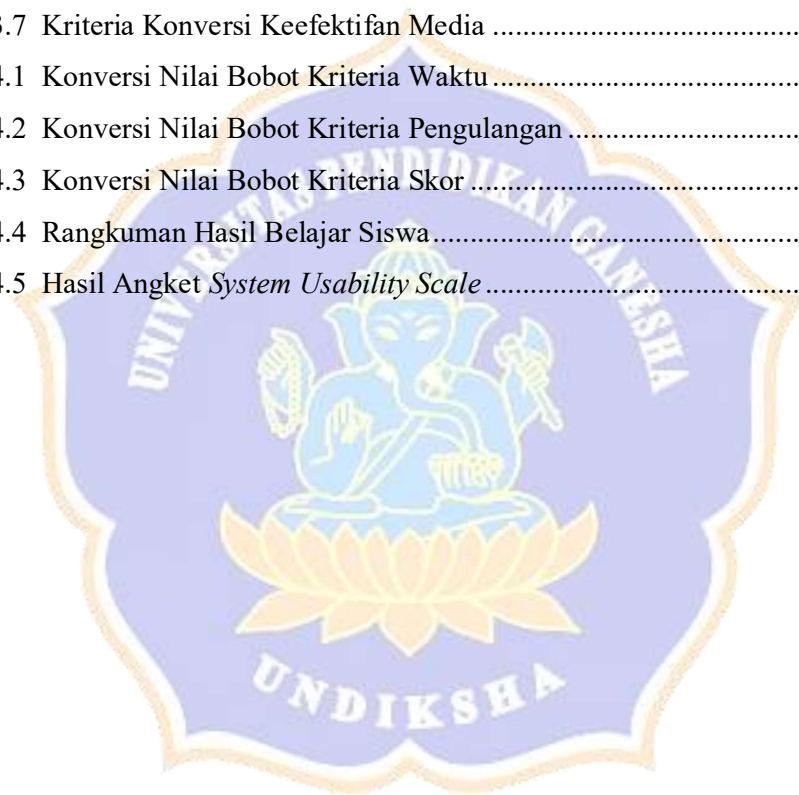 3.7 Kriteria Konversi Keefektifan Media ....................................
4.1 Konversi Nilai Bobot Kriteria Waktu ....................................
4.2 Konversi Nilai Bobot Kriteria Pengulangan ...........................
4.3 Konversi Nilai Bobot Kriteria Skor ......................................
4.4 Rangkuman Hasil Belajar Siswa ...........................................
4.5 Hasil Angket System Usability Scale .....................................
UNIVERSITAS PENDIDIKAN GANESHA
UNDIKSHA